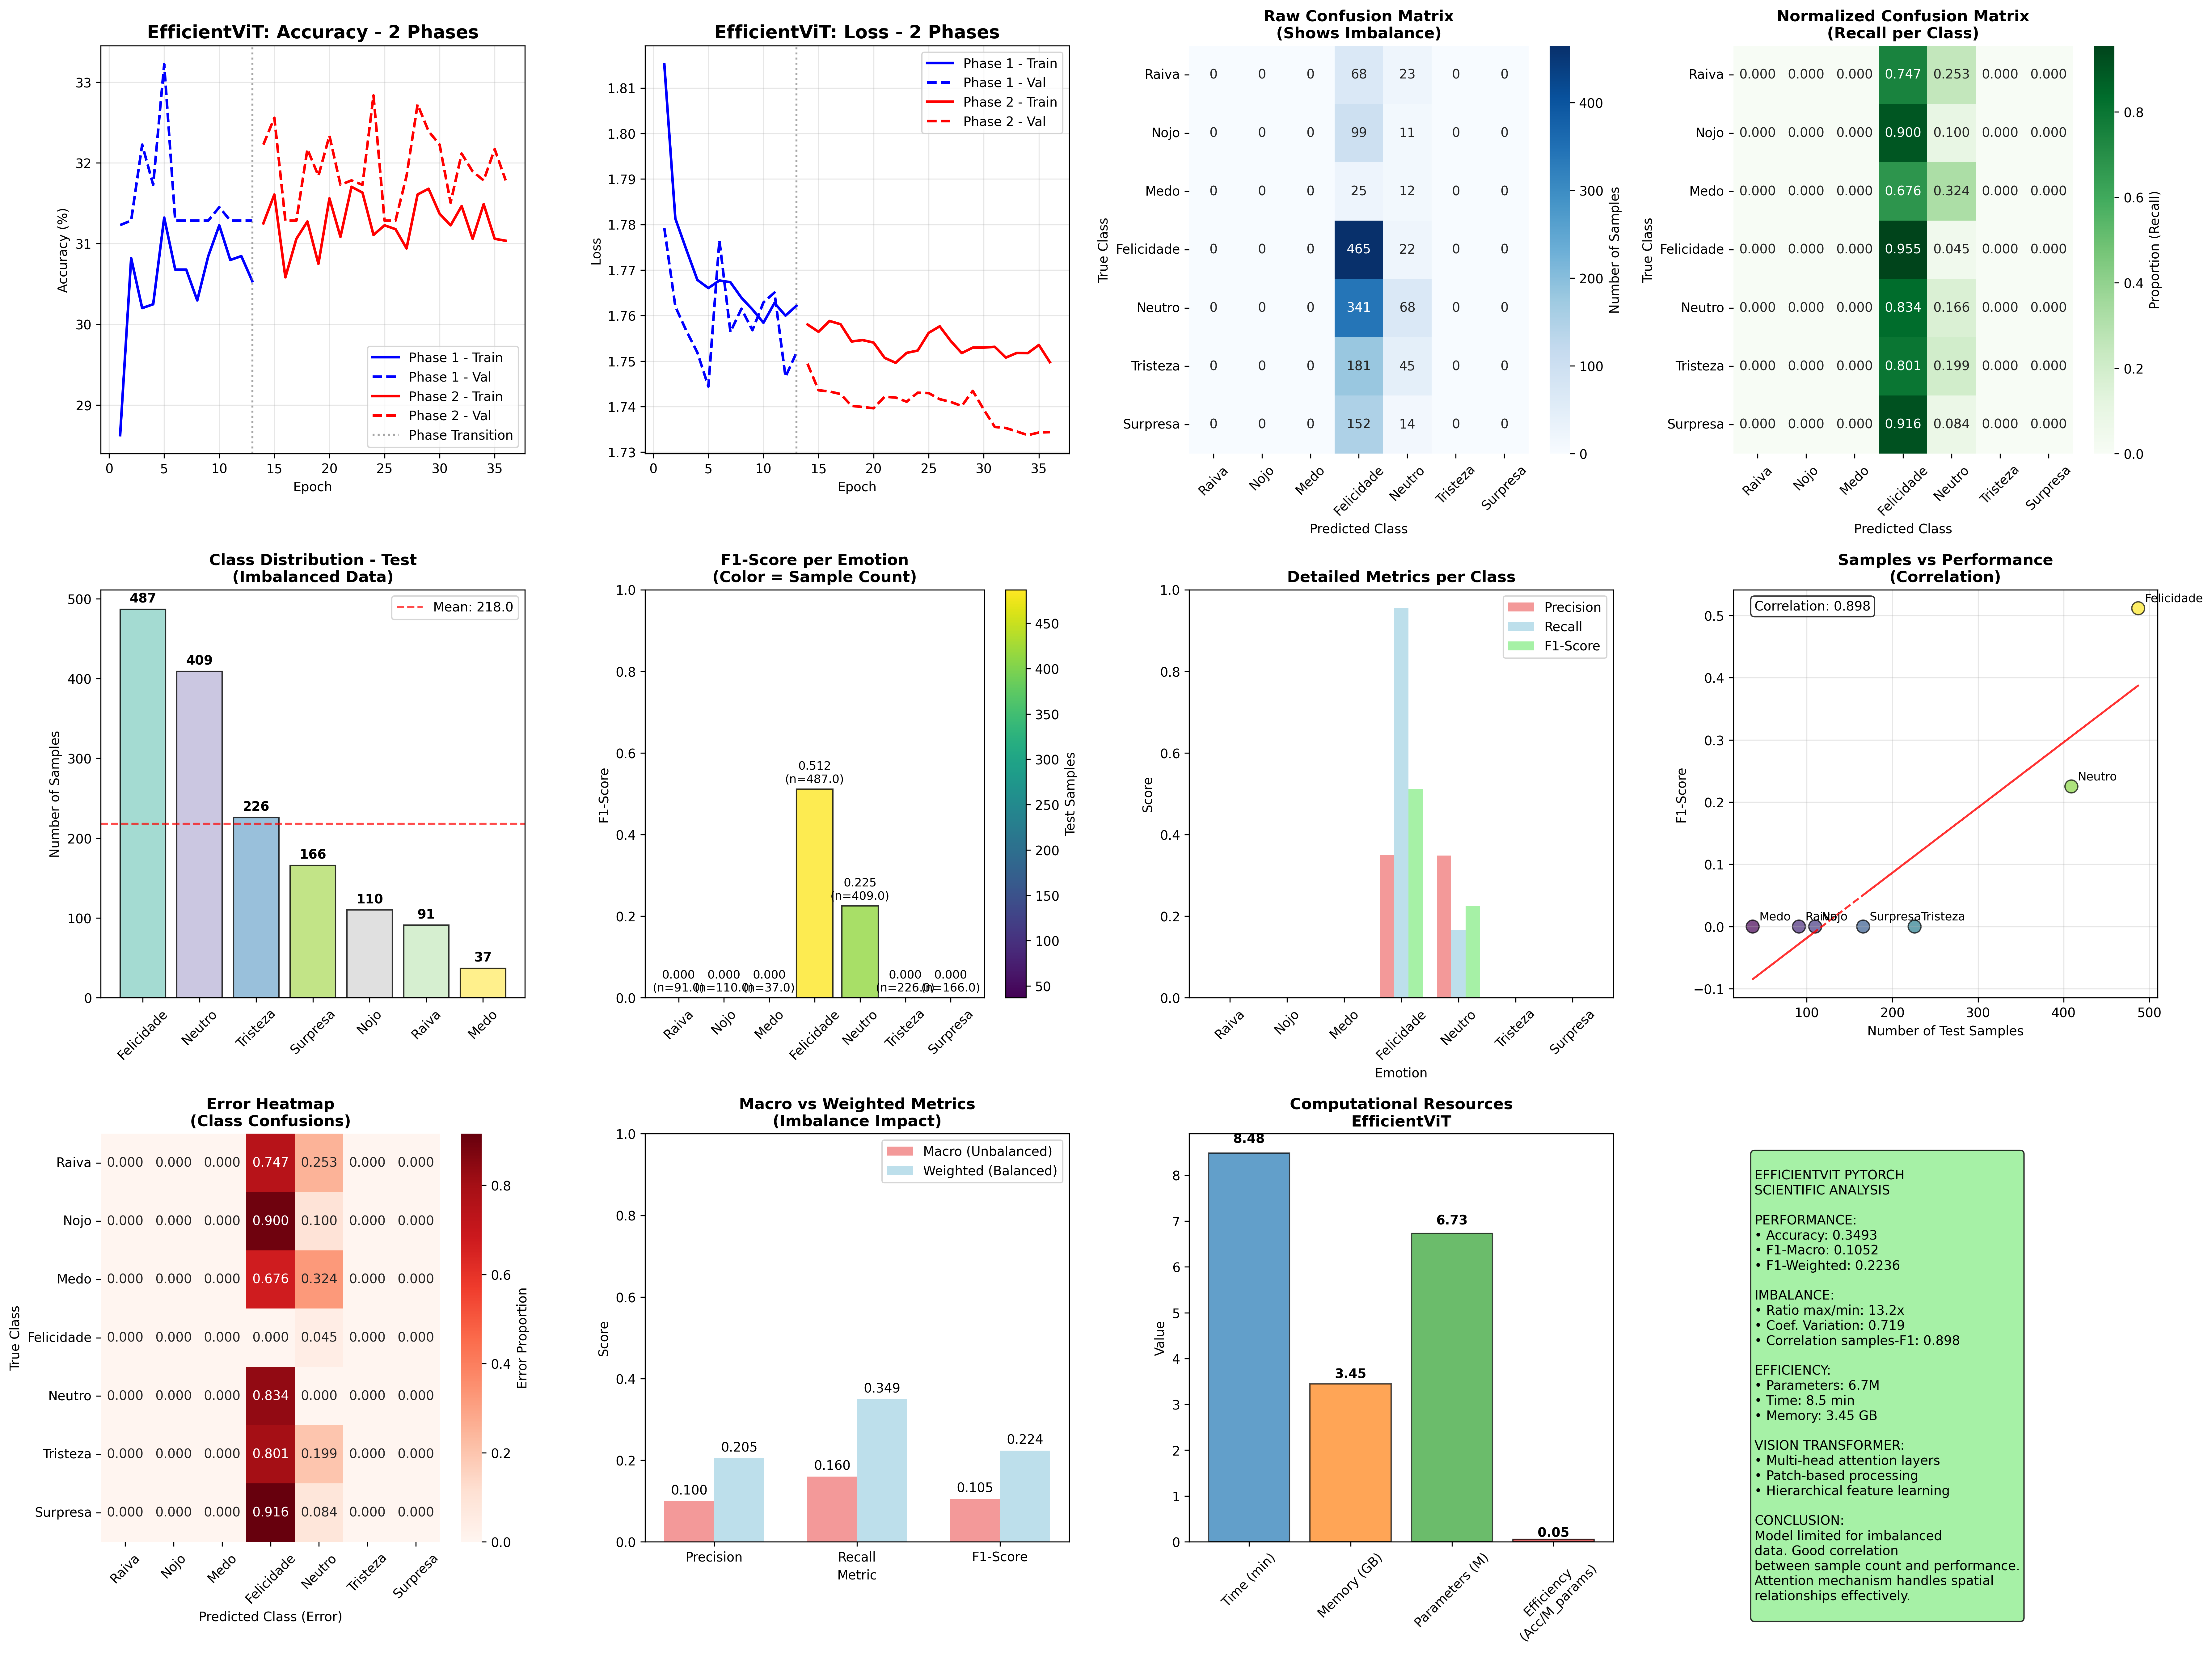 EfficientViT: Accuracy - 2 Phases
Accuracy (%)
33
32
31
30
29
Phase 1 - Train
Phase 1 - Val
Phase 2 - Train
Phase 2 - Val
Phase Transition
0 5 10 15 20 25 30 35
Epoch
EfficientViT: Loss - 2 Phases
Loss
1.81
1.80
1.79
1.78
1.77
1.76
1.75
1.74
1.73
Phase 1 - Train
Phase 1 - Val
Phase 2 - Train
Phase 2 - Val
0 5 10 15 20 25 30 35
Epoch
Raw Confusion Matrix
(Shows Imbalance)
True Class
Raiva 0 0 0 68 23 0 0
Nojo 0 0 0 99 11 0 0
Medo 0 0 0 25 12 0 0
Felicidade 0 0 0 465 22 0 0
Neutro 0 0 0 341 68 0 0
Tristeza 0 0 0 181 45 0 0
Surpresa 0 0 0 152 14 0 0
Raiva Nojo Medo Felicidade Neutro Tristeza Surpresa
Predicted Class
400
300
200
100
0
Number of Samples
Normalized Confusion Matrix
(Recall per Class)
True Class
Raiva 0.000 0.000 0.000 0.747 0.253 0.000 0.000
Nojo 0.000 0.000 0.000 0.900 0.100 0.000 0.000
Medo 0.000 0.000 0.000 0.676 0.324 0.000 0.000
Felicidade 0.000 0.000 0.000 0.955 0.045 0.000 0.000
Neutro 0.000 0.000 0.000 0.834 0.166 0.000 0.000
Tristeza 0.000 0.000 0.000 0.801 0.199 0.000 0.000
Surpresa 0.000 0.000 0.000 0.916 0.084 0.000 0.000
Raiva Nojo Medo Felicidade Neutro Tristeza Surpresa
Predicted Class
0.8
0.6
0.4
0.2
0.0
Proportion (Recall)
Class Distribution - Test
(Imbalanced Data)
Number of Samples
500
400
300
200
100
0
487
409
226
166
110
91
37
Mean: 218.0
Felicidade Neutro Tristeza Surpresa Nojo Raiva Medo
F1-Score per Emotion
(Color = Sample Count)
F1-Score
1.0
0.8
0.6
0.4
0.2
0.0
0.000 0.000 0.000 0.512 0.225 0.000 0.000
(n=91.0) (n=110.0) (n=37.0) (n=487.0) (n=409.0) (n=226.0) (n=166.0)
Raiva Nojo Medo Felicidade Neutro Tristeza Surpresa
450
400
350
300
250
200
150
100
50
Test Samples
Detailed Metrics per Class
Score
1.0
0.8
0.6
0.4
0.2
0.0
Precision
Recall
F1-Score
Raiva Nojo Medo Felicidade Neutro Tristeza Surpresa
Emotion
Samples vs Performance
(Correlation)
Correlation: 0.898
F1-Score
0.5
0.4
0.3
0.2
0.1
0.0
−0.1
Felicidade
Neutro
Medo Raiva Nojo Surpresa Tristeza
100 200 300 400 500
Number of Test Samples
Error Heatmap
(Class Confusions)
True Class
Raiva 0.000 0.000 0.000 0.747 0.253 0.000 0.000
Nojo 0.000 0.000 0.000 0.900 0.100 0.000 0.000
Medo 0.000 0.000 0.000 0.676 0.324 0.000 0.000
Felicidade 0.000 0.000 0.000 0.000 0.045 0.000 0.000
Neutro 0.000 0.000 0.000 0.834 0.000 0.000 0.000
Tristeza 0.000 0.000 0.000 0.801 0.199 0.000 0.000
Surpresa 0.000 0.000 0.000 0.916 0.084 0.000 0.000
Raiva Nojo Medo Felicidade Neutro Tristeza Surpresa
Predicted Class (Error)
0.8
0.6
0.4
0.2
0.0
Error Proportion
Macro vs Weighted Metrics
(Imbalance Impact)
Score
1.0
0.8
0.6
0.4
0.2
0.0
Macro (Unbalanced)
Weighted (Balanced)
0.100 0.205 0.160 0.349 0.105 0.224
Precision Recall F1-Score
Metric
Computational Resources
EfficientViT
Value
8
7
6
5
4
3
2
1
0
8.48
3.45
6.73
0.05
Time (min) Memory (GB) Parameters (M) Efficiency
(Acc/M_params)
EFFICIENTVIT PYTORCH
SCIENTIFIC ANALYSIS
PERFORMANCE:
• Accuracy: 0.3493
• F1-Macro: 0.1052
• F1-Weighted: 0.2236
IMBALANCE:
• Ratio max/min: 13.2x
• Coef. Variation: 0.719
• Correlation samples-F1: 0.898
EFFICIENCY:
• Parameters: 6.7M
• Time: 8.5 min
• Memory: 3.45 GB
VISION TRANSFORMER:
• Multi-head attention layers
• Patch-based processing
• Hierarchical feature learning
CONCLUSION:
Model limited for imbalanced
data. Good correlation
between sample count and performance.
Attention mechanism handles spatial
relationships effectively.